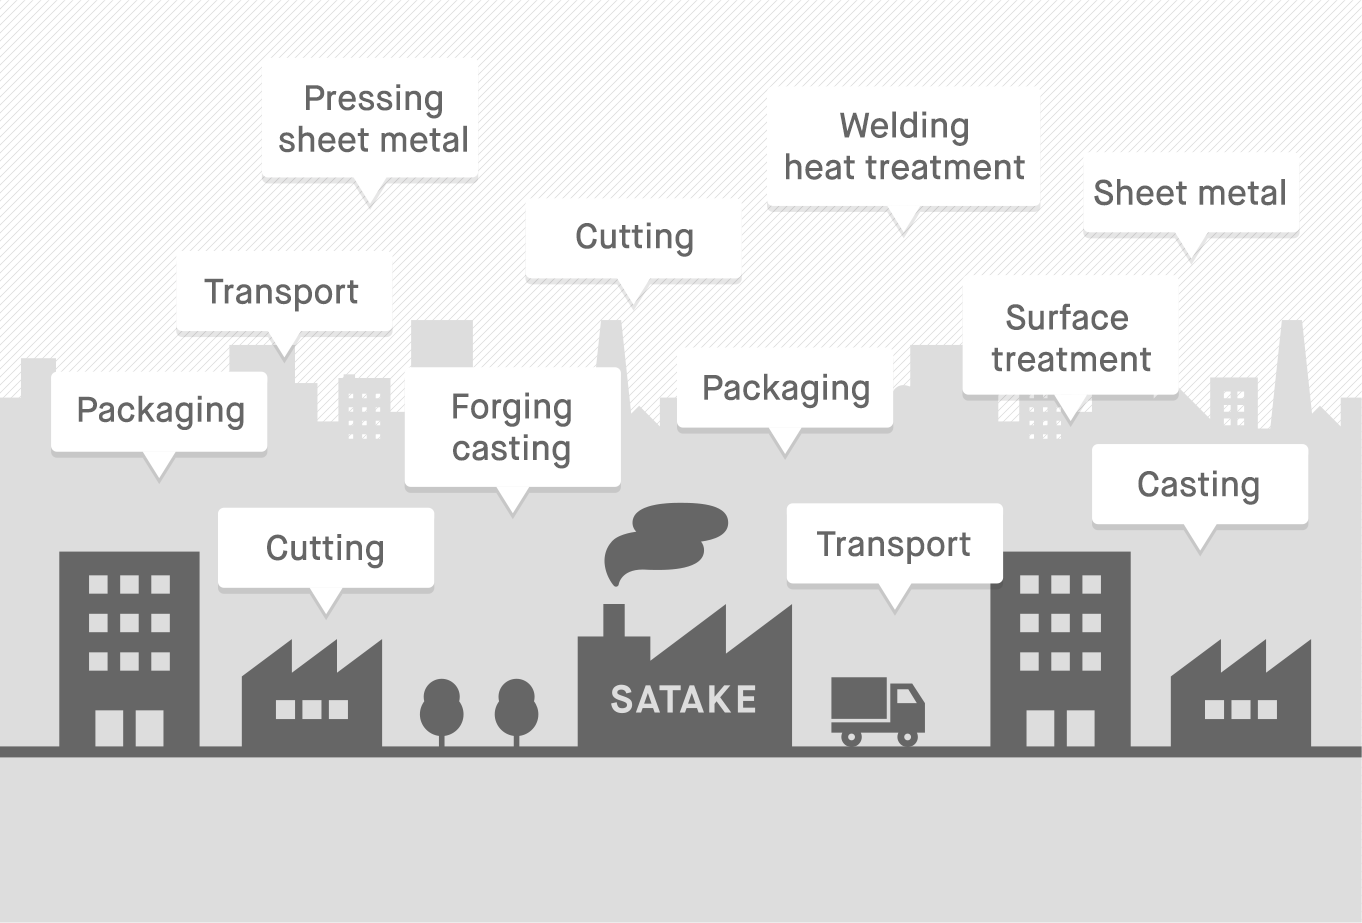 Pressing
sheet metal
Welding
heat treatment
Sheet metal
Cutting
Transport
Surface
treatment
Packaging
Forging
casting
Packaging
Casting
Cutting
Transport
SATAKE